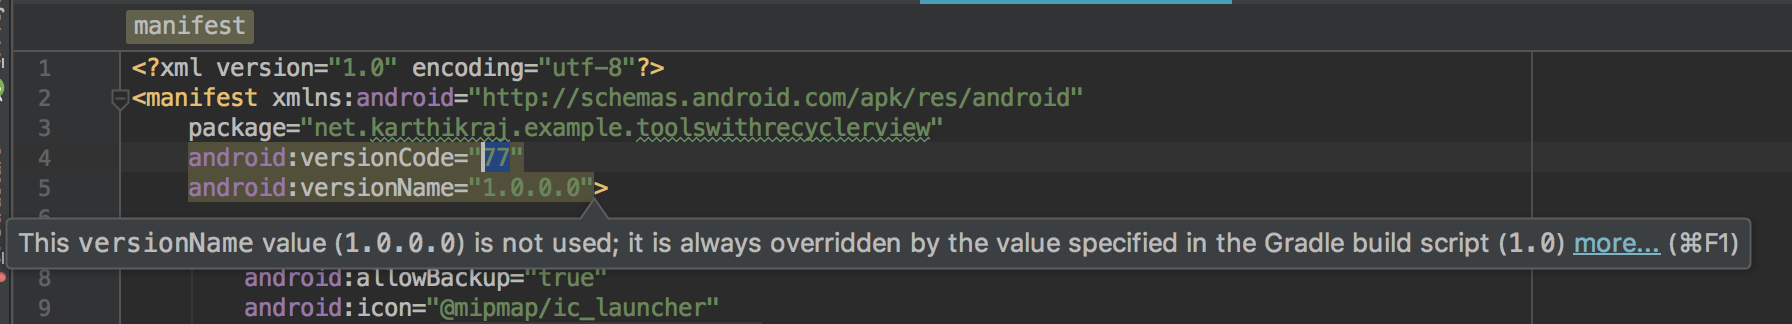 manifest
1 <?xml version="1.0" encoding="utf-8"?>
2 <manifest xmlns:android="http://schemas.android.com/apk/res/android"
3 package="net.karthikraj.example.toolswithrecyclerview"
4 android:versionCode="77"
5 android:versionName="1.0.0.0">
This versionName value (1.0.0.0) is not used; it is always overridden by the value specified in the Gradle build script (1.0) more... (⌘F1)
8 android:allowBackup="true"
9 android:icon="@mipmap/ic_launcher"